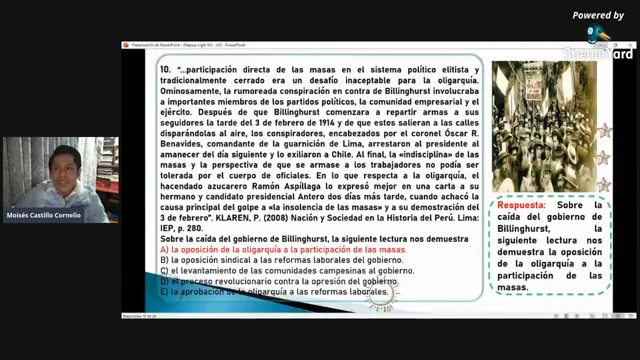 Powered by
StreamYard
Presentación de PowerPoint - [Repaso siglo XIX - XX] - PowerPoint
10. "...participación directa de las masas en el sistema político elitista y
tradicionalmente cerrado era un desafío inaceptable para la oligarquía.
Ominosamente, la rumoreada conspiración en contra de Billinghurst involucraba
a importantes miembros de los partidos políticos, la comunidad empresarial y el
ejército. Después de que Billinghurst comenzara a repartir armas a sus
seguidores la tarde del 3 de febrero de 1914 y de que estos salieran a las calles
disparándolas al aire, los conspiradores, encabezados por el coronel Óscar R.
Benavides, comandante de la guarnición de Lima, arrestaron al presidente al
amanecer del día siguiente y lo exiliaron a Chile. Al final, la «indisciplina» de
las masas y la perspectiva de que se armase a los trabajadores no podía ser
tolerada por el cuerpo de oficiales. En lo que respecta a la oligarquía, el
hacendado azucarero Ramón Aspíllaga lo expresó mejor en una carta a su
hermano y candidato presidencial Antero dos días más tarde, cuando achacó la
causa principal del golpe a «la insolencia de las masas» y a su demostración del
3 de febrero". KLAREN, P. (2008) Nación y Sociedad en la Historia del Perú. Lima:
IEP, p. 280.
Sobre la caída del gobierno de Billinghurst, la siguiente lectura nos demuestra
A) la oposición de la oligarquía a la participación de las masas.
B) la oposición sindical a las reformas laborales del gobierno.
C) el levantamiento de las comunidades campesinas al gobierno.
D) el proceso revolucionario contra la opresión del gobierno.
E) la aprobación de la oligarquía a las reformas laborales.
Respuesta: Sobre la
caída del gobierno de
Billinghurst, la
siguiente lectura nos
demuestra la oposición
de la oligarquía a la
participación de las
masas.
Moisés Castillo Cornelio